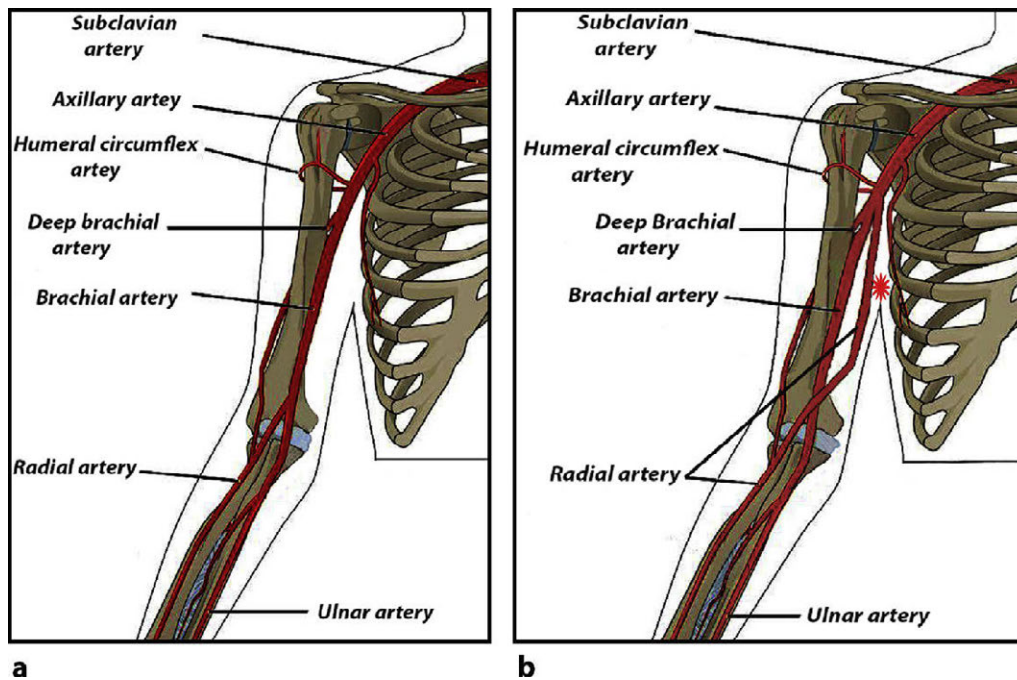 Subclavian
artery
Axillary artey
Humeral circumflex
artey
Deep brachial
artery
Brachial artery
Radial artery
Ulnar artery
a
Subclavian
artery
Axillary artery
Humeral circumflex
artery
Deep Brachial
artery
Brachial artery
Radial artery
Ulnar artery
b